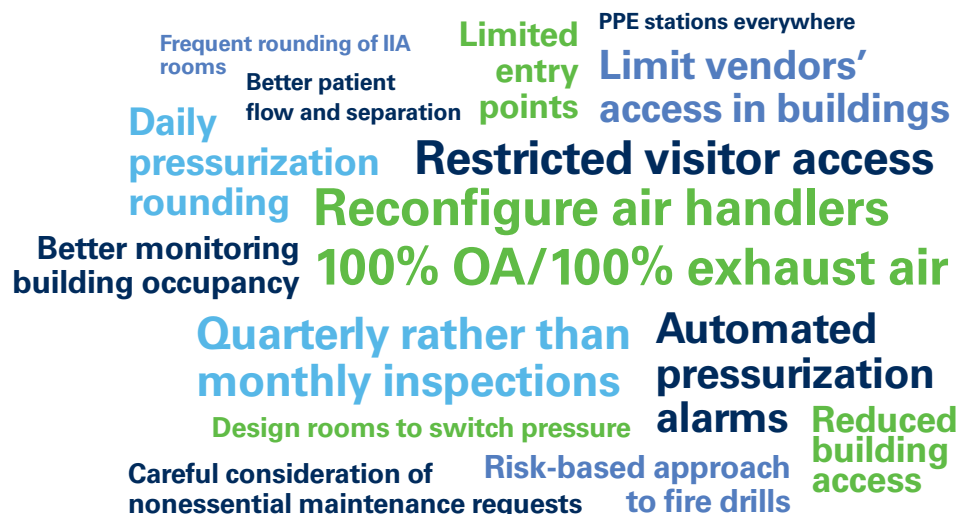 PPE stations everywhere
Frequent rounding of IIA
rooms
Limited
entry
points
Limit vendors’
access in buildings
Better patient
flow and separation
Daily
pressurization
rounding
Restricted visitor access
Reconfigure air handlers
100% OA/100% exhaust air
Better monitoring
building occupancy
Quarterly rather than
monthly inspections
Automated
pressurization
alarms
Design rooms to switch pressure
Reduced
building
access
Careful consideration of
nonessential maintenance requests
Risk-based approach
to fire drills